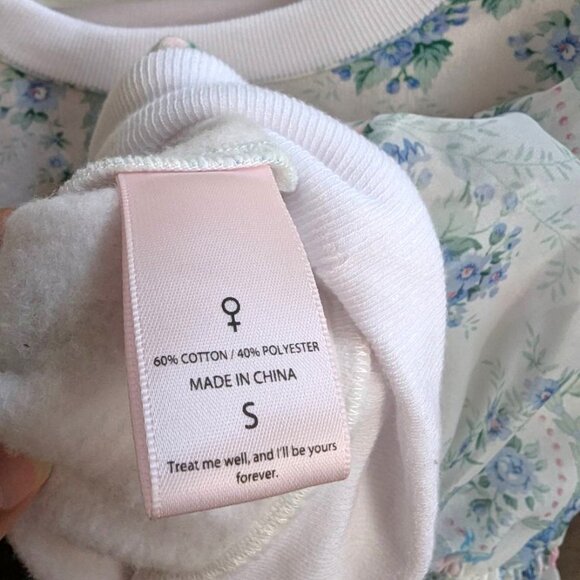 60% COTTON / 40% POLYESTER
MADE IN CHINA
S
Treat me well, and I'll be yours
forever.